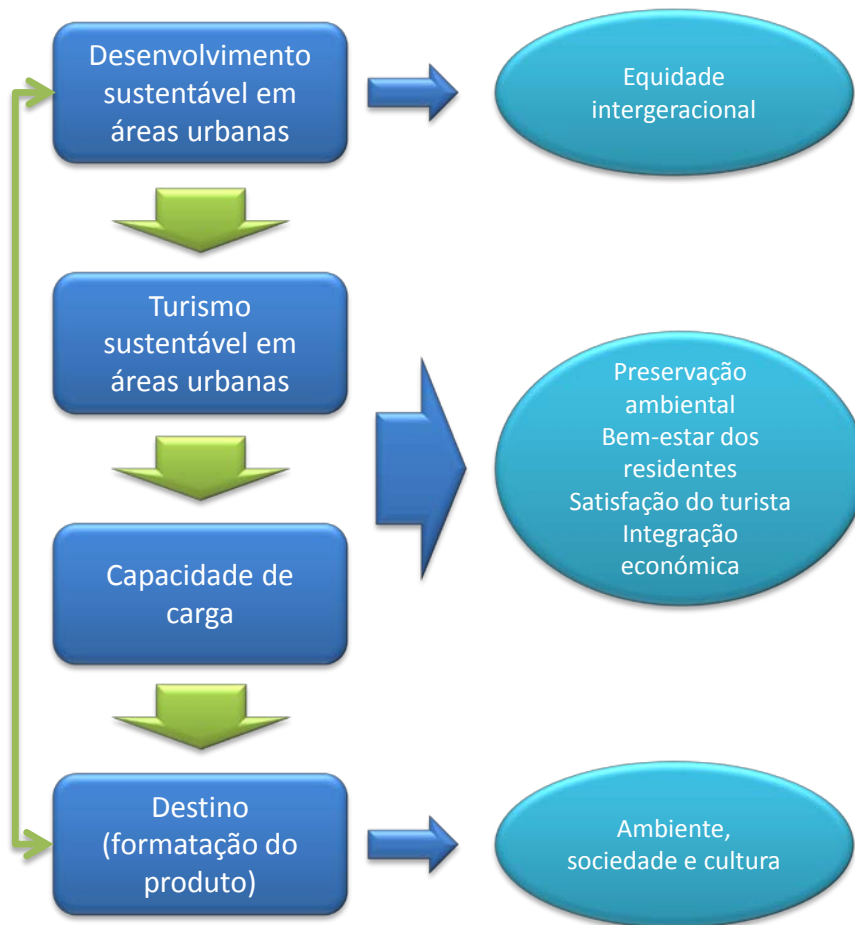 Desenvolvimento
sustentável em
áreas urbanas
Equidade
intergeracional
Turismo
sustentável em
áreas urbanas
Preservação
ambiental
Bem-estar dos
residentes
Satisfação do turista
Integração
económica
Capacidade de
carga
Destino
(formatação do
produto)
Ambiente,
sociedade e cultura